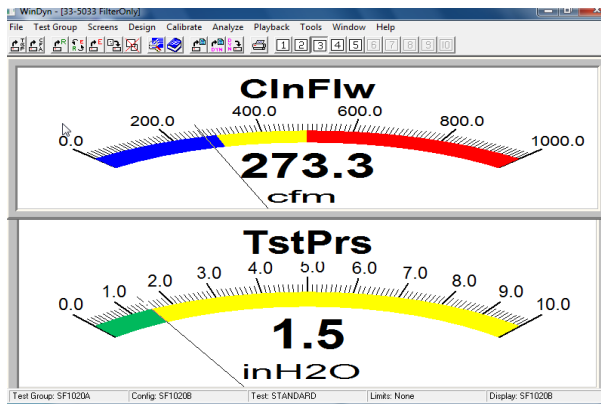 WinDyn - [33-5033 FilterOnly]
File Test Group Screens Design Calibrate Analyze Playback Tools Window Help
1 2 3 4 5 6 7 8 9 10
ClnFlw
0.0 200.0 400.0 600.0 800.0 1000.0
273.3
cfm
TstPrs
0.0 1.0 2.0 3.0 4.0 5.0 6.0 7.0 8.0 9.0 10.0
1.5
inH2O
Test Group: SF1020A Config: SF1020B Test: STANDARD Limits: None Display: SF1020B